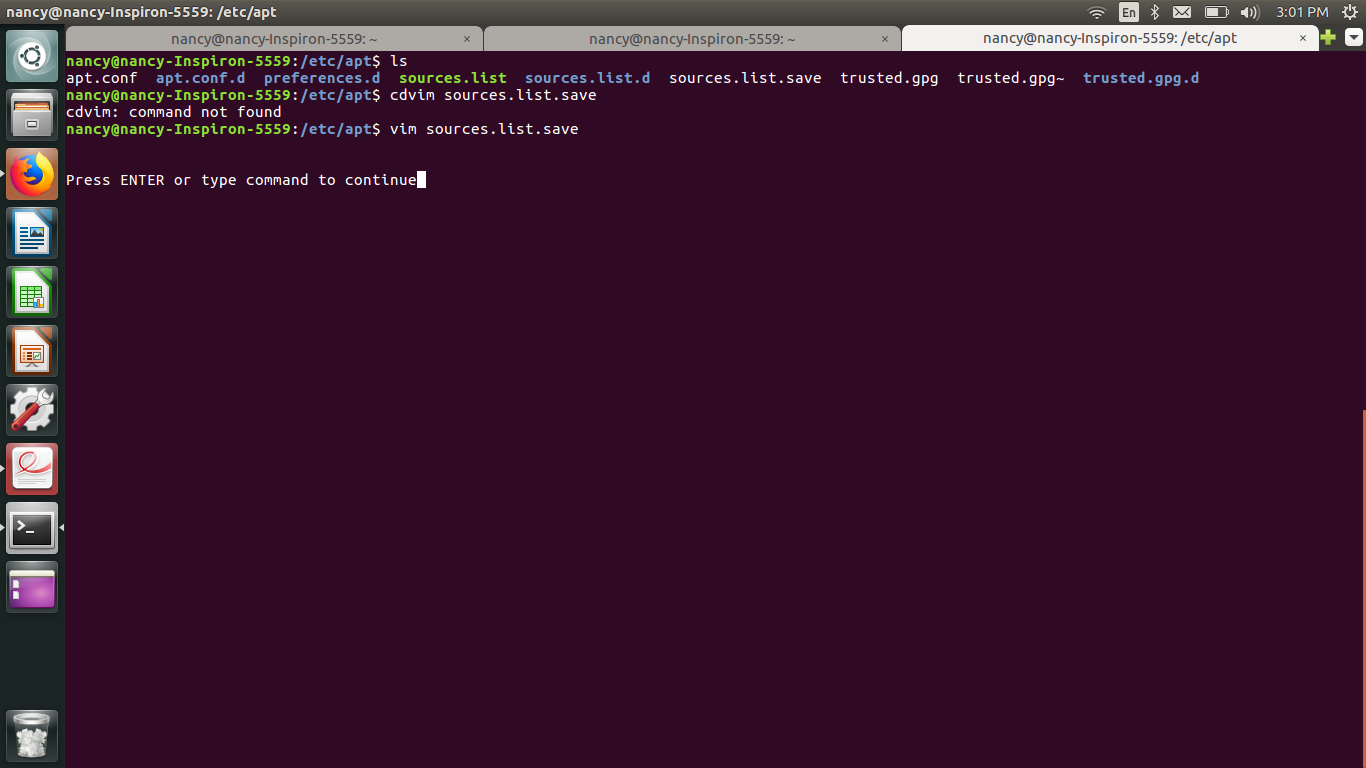 nancy@nancy-Inspiron-5559: /etc/apt
En
3:01 PM
nancy@nancy-Inspiron-5559: ~ ×
nancy@nancy-Inspiron-5559: ~ ×
nancy@nancy-Inspiron-5559: /etc/apt ×
nancy@nancy-Inspiron-5559:/etc/apt$ ls
apt.conf apt.conf.d preferences.d sources.list sources.list.d sources.list.save trusted.gpg trusted.gpg~ trusted.gpg.d
nancy@nancy-Inspiron-5559:/etc/apt$ cdvim sources.list.save
cdvim: command not found
nancy@nancy-Inspiron-5559:/etc/apt$ vim sources.list.save
Press ENTER or type command to continue